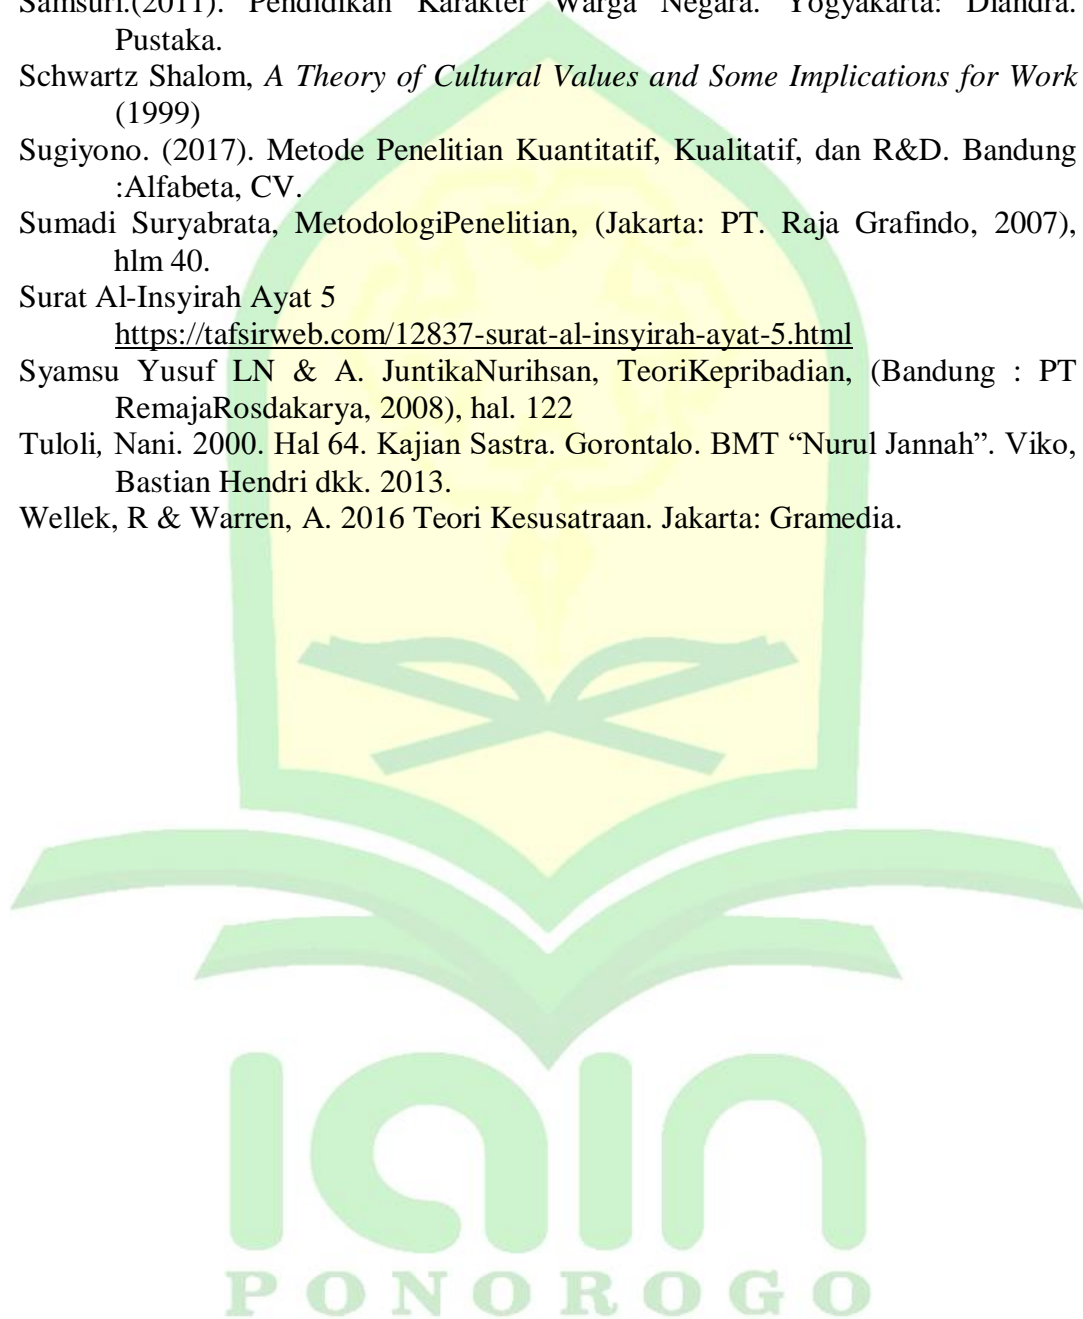 Samsuri.(2011). Pendidikan Karakter Warga Negara. Yogyakarta: Diandra.
Pustaka.
Schwartz Shalom, A Theory of Cultural Values and Some Implications for Work
(1999)
Sugiyono. (2017). Metode Penelitian Kuantitatif, Kualitatif, dan R&D. Bandung
:Alfabeta, CV.
Sumadi Suryabrata, MetodologiPenelitian, (Jakarta: PT. Raja Grafindo, 2007),
hlm 40.
Surat Al-Insyirah Ayat 5
https://tafsirweb.com/12837-surat-al-insyirah-ayat-5.html
Syamsu Yusuf LN & A. JuntikaNurihsan, TeoriKepribadian, (Bandung : PT
RemajaRosdakarya, 2008), hal. 122
Tuloli, Nani. 2000. Hal 64. Kajian Sastra. Gorontalo. BMT “Nurul Jannah”. Viko,
Bastian Hendri dkk. 2013.
Wellek, R & Warren, A. 2016 Teori Kesusatraan. Jakarta: Gramedia.
iain
PONOROGO